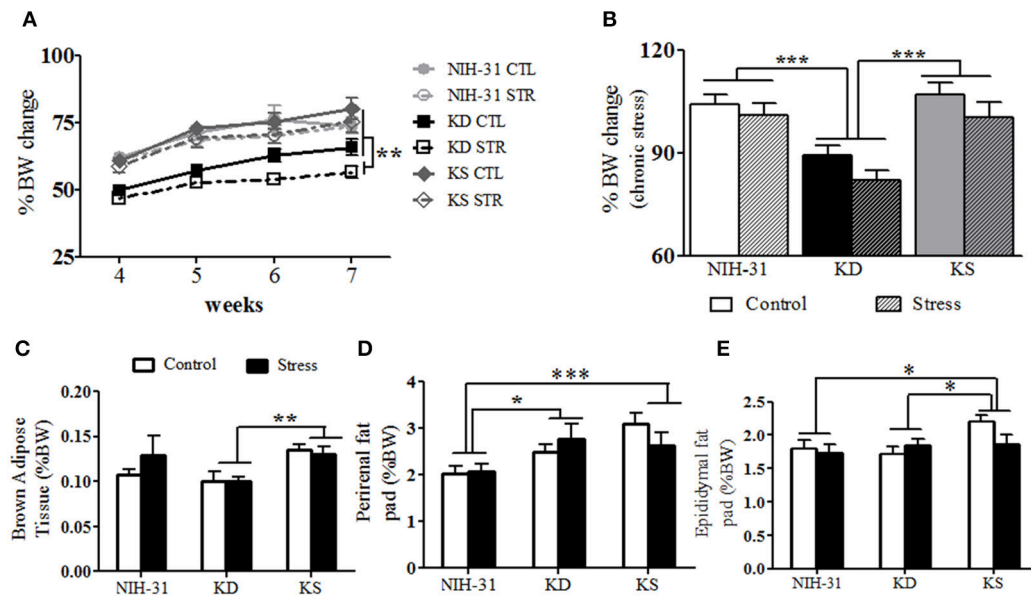 A
% BW change
100
75
50
25
4 5 6 7
weeks
**
NIH-31 CTL
NIH-31 STR
KD CTL
KD STR
KS CTL
KS STR
B
% BW change
(chronic stress)
120
90
60
*** ***
NIH-31 KD KS
Control Stress
C
Control Stress
Brown Adipose
Tissue (%BW)
0.20
0.15
0.10
0.05
0.00
**
NIH-31 KD KS
D
Perirenal fat
pad (%BW)
4
3
2
1
0
***
*
NIH-31 KD KS
E
Epididymal fat
pad (%BW)
2.5
2.0
1.5
1.0
0.5
0.0
*
*
NIH-31 KD KS